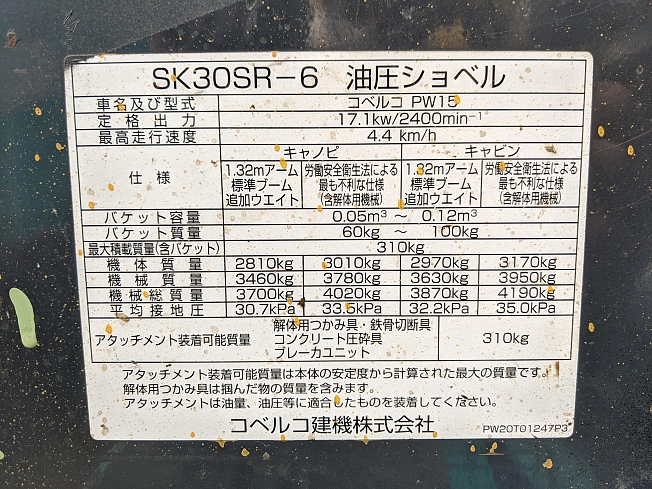 SK30SR-6 油圧ショベル
車名及び型式 コベルコ PW15
定格出力 17.1kw/2400min⁻¹
最高走行速度 4.4 km/h
仕様 キャノピ キャビン
1.32mアーム 労働安全衛生法による 1.32mアーム 労働安全衛生法による
標準ブーム 最も不利な仕様 標準ブーム 最も不利な仕様
追加ウエイト (含解体用機械) 追加ウエイト (含解体用機械)
バケット容量 0.05m³ ～ 0.12m³
バケット質量 60kg ～ 100kg
最大積載質量(含バケット) 310kg
機体質量 2810kg 3010kg 2970kg 3170kg
機械質量 3460kg 3780kg 3630kg 3950kg
機械総質量 3700kg 4020kg 3870kg 4190kg
平均接地圧 30.7kPa 33.5kPa 32.2kPa 35.0kPa
アタッチメント装着可能質量 解体用つかみ具・鉄骨切断具 310kg
コンクリート圧砕具
ブレーカユニット
アタッチメント装着可能質量は本体の安定度から計算された最大の質量です。
解体用つかみ具は掴んだ物の質量を含みます。
アタッチメントは油量、油圧等に適合したものを装着してください。
コベルコ建機株式会社 PW20T01247P3